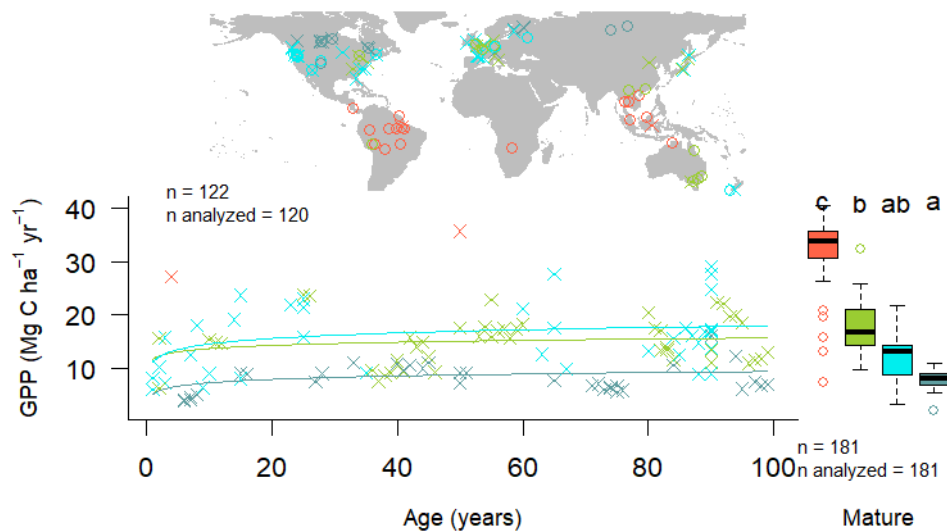 n = 122
n analyzed = 120
GPP (Mg C ha⁻¹ yr⁻¹)
40
30
20
10
c b ab a
0 20 40 60 80 100
n = 181
n analyzed = 181
Age (years)
Mature